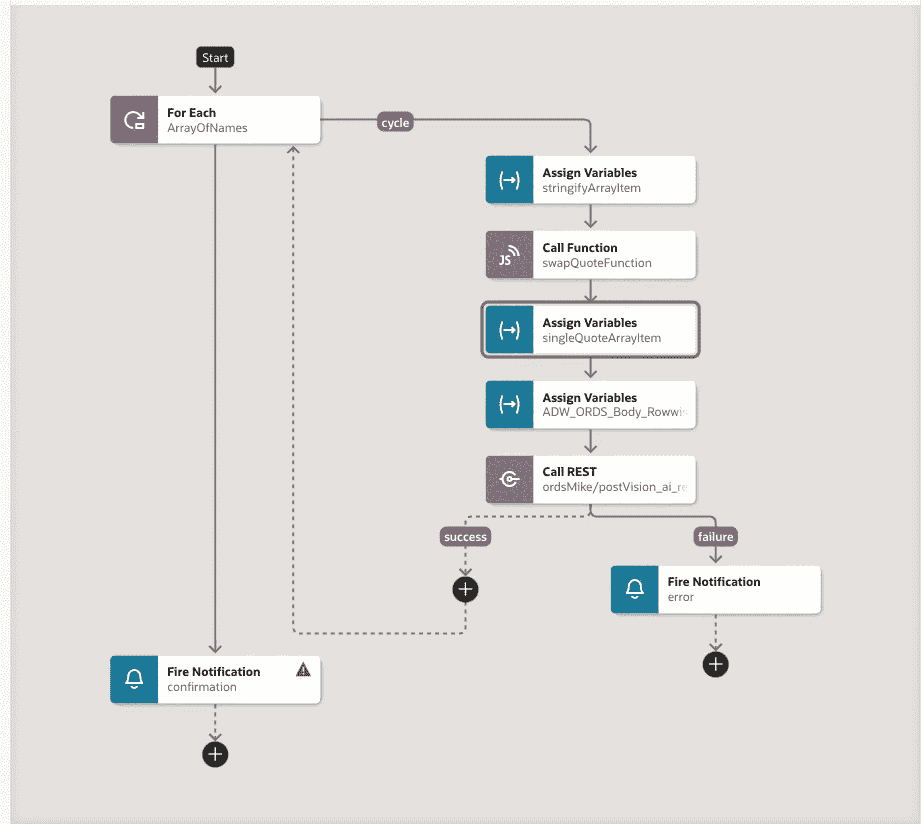 Start
For Each
ArrayOfNames
cycle
Assign Variables
stringifyArrayItem
Call Function
JS
swapQuoteFunction
Assign Variables
singleQuoteArrayItem
Assign Variables
ADW_ORDS_Body_Rowwis
Call REST
ordsMike/postVision_ai_re
success
failure
Fire Notification
error
Fire Notification
confirmation